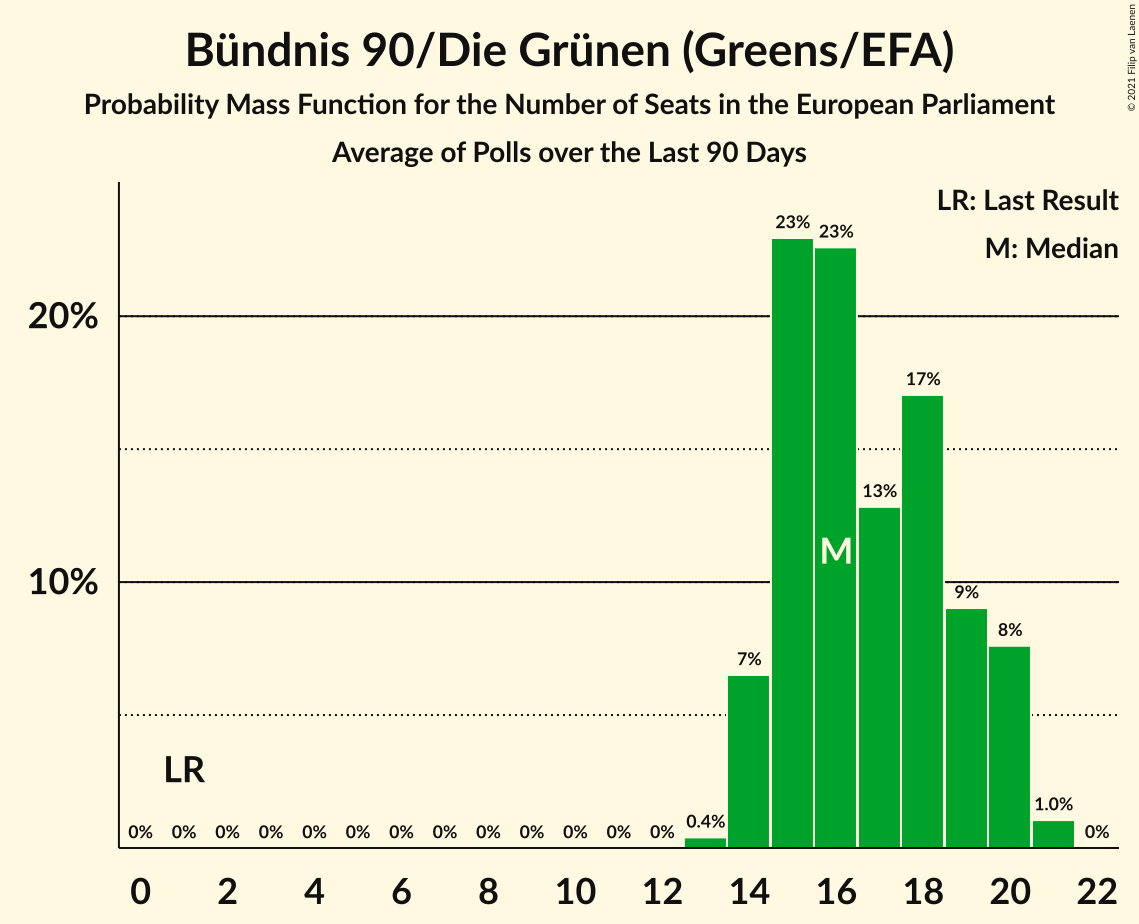 Bündnis 90/Die Grünen (Greens/EFA)
Probability Mass Function for the Number of Seats in the European Parliament
Average of Polls over the Last 90 Days
© 2021 Filip van Laenen
LR: Last Result
M: Median
23% 23%
20%
17%
13%
M
10%
9%
8%
7%
LR
1.0%
0.4%
0% 0% 0% 0% 0% 0% 0% 0% 0% 0% 0% 0% 0% 0%
0 2 4 6 8 10 12 14 16 18 20 22